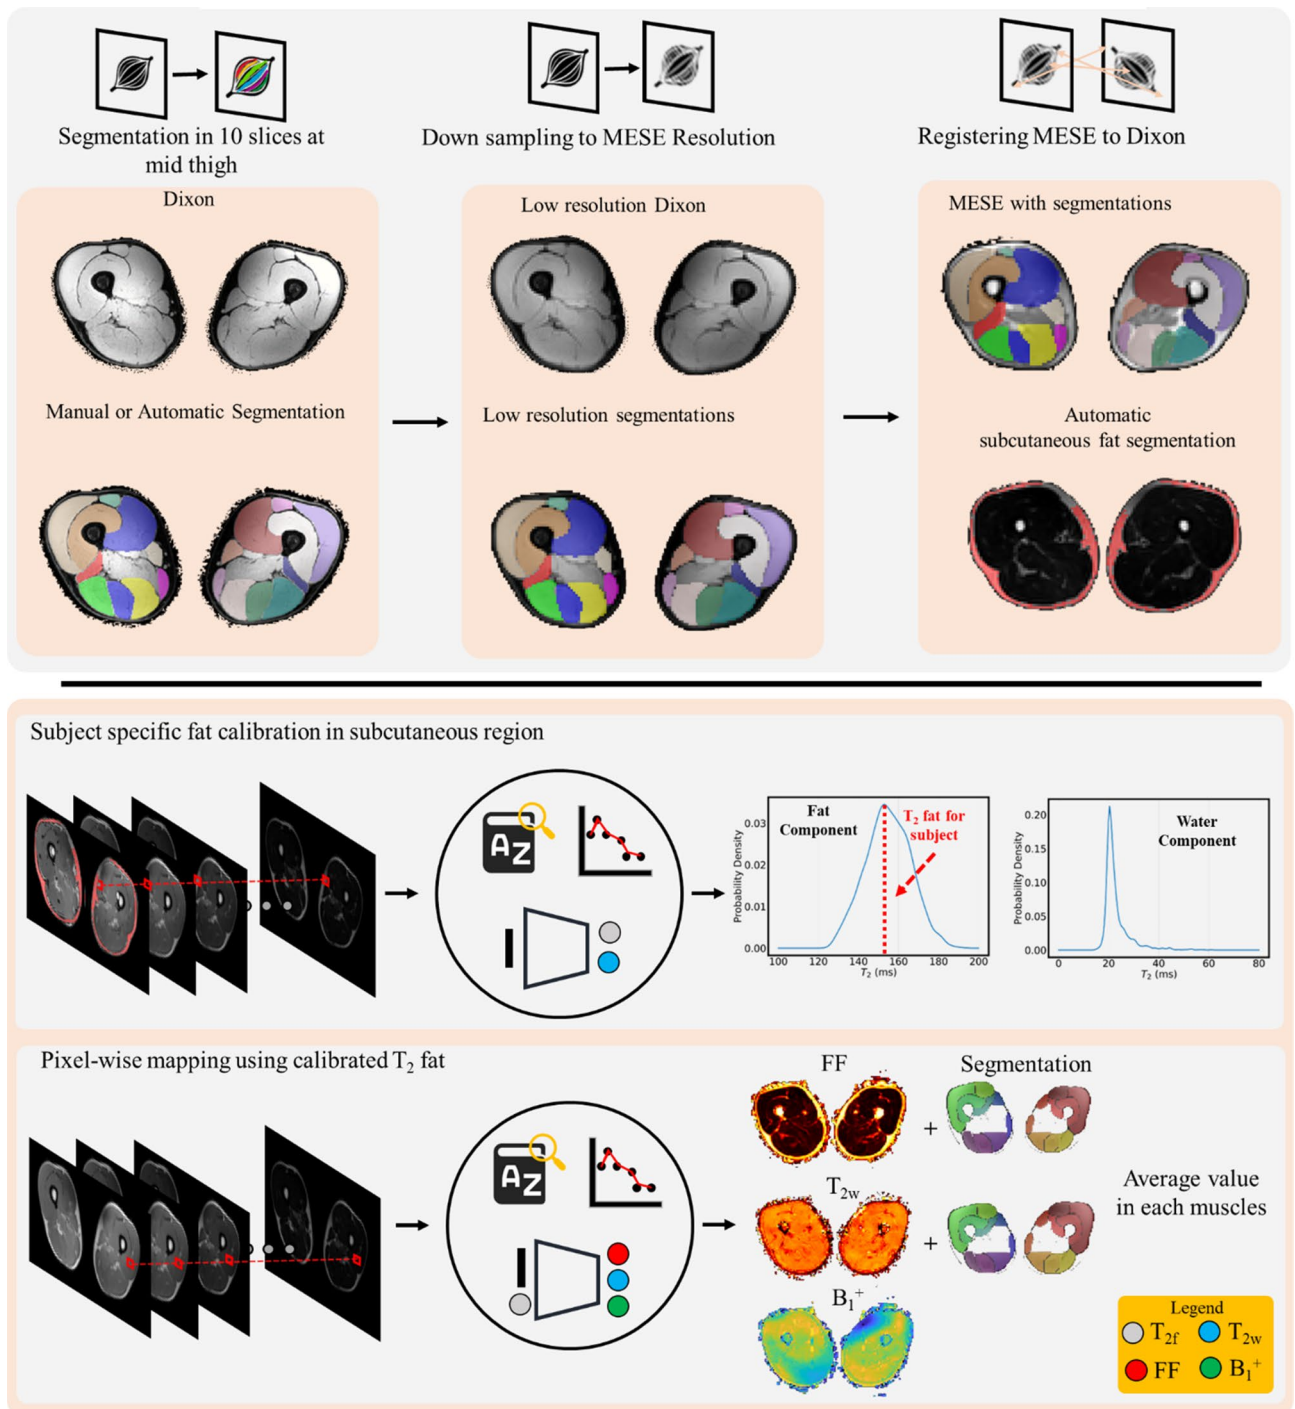 Segmentation in 10 slices at
mid thigh
Down sampling to MESE Resolution
Registering MESE to Dixon
Dixon
Low resolution Dixon
MESE with segmentations
Manual or Automatic Segmentation
Low resolution segmentations
Automatic
subcutaneous fat segmentation
Subject specific fat calibration in subcutaneous region
AZ
Fat
Component
T₂ fat for
subject
Probability Density
0.03
0.02
0.01
0.00
100 120 140 160 180 200
T₂ (ms)
Water
Component
Probability Density
0.20
0.15
0.10
0.05
0.00
0 20 40 60 80
T₂ (ms)
Pixel-wise mapping using calibrated T₂ fat
AZ
FF
Segmentation
+
T₂w
+
Average value
in each muscles
B₁⁺
Legend
T₂f
T₂w
FF
B₁⁺